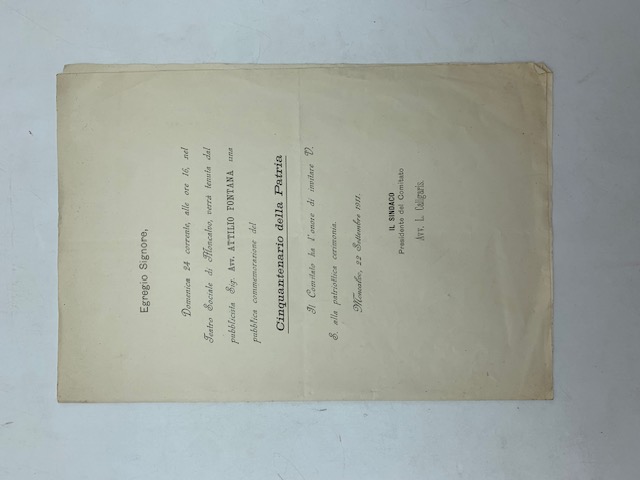 Egregio Signore,
Domenica 24 corrente, alle ore 16, nel
Teatro Sociale di Moncalvo, verrà tenuta dal
pubblicista Sig. Avv. ATTILIO FONTANA una
pubblica commemorazione del
Cinquantenario della Patria
Il Comitato ha l'onore di invitare V.
S. alla patriottica cerimonia.
Moncalvo, 22 Settembre 1911.
IL SINDACO
Presidente del Comitato
Avv. L. Caligaris.